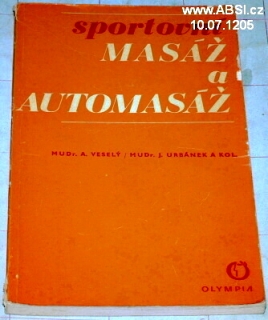 www.ABSI.cz
10.07.1205
sportovní
MASÁŽ
a
AUTOMASÁŽ
MUDr. A. VESELÝ / MUDr. J. URBÁNEK A KOL.
OLYMPIA